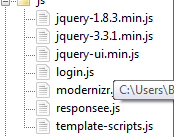 js
jquery-1.8.3.min.js
jquery-3.3.1.min.js
jquery-ui.min.js
login.js
modernizr.
C:\Users\B
responsee.js
template-scripts.js